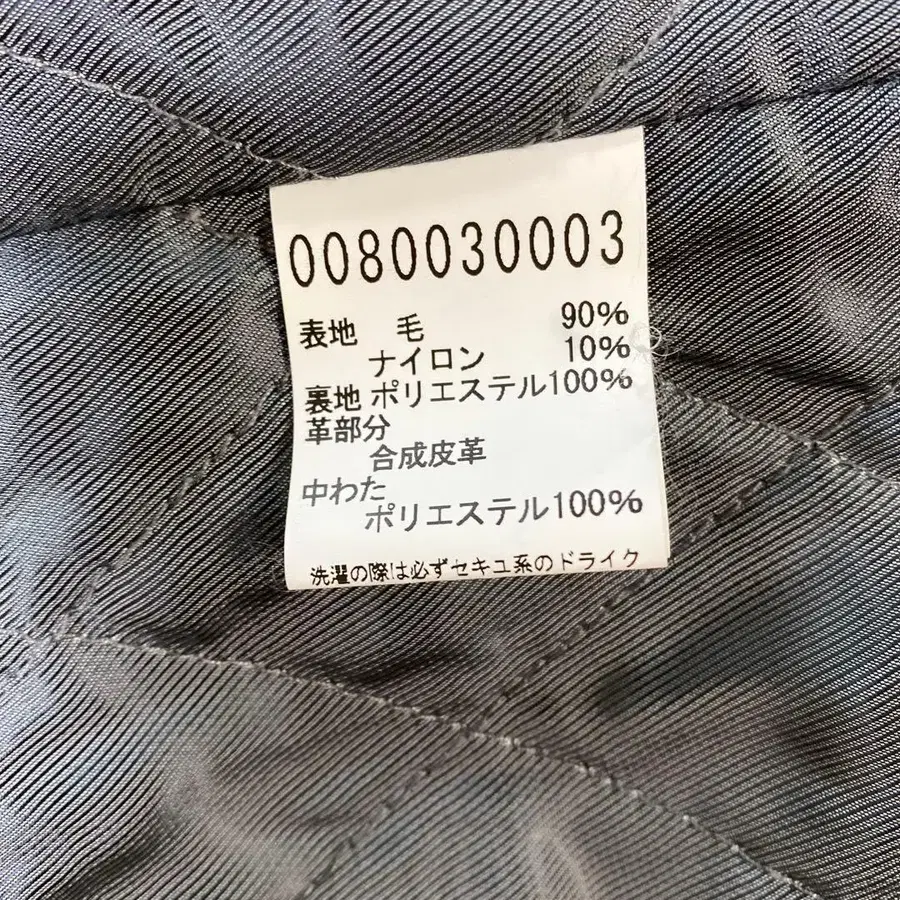 0080030003
表地 毛 90%
ナイロン 10%
裏地 ポリエステル100%
革部分
合成皮革
中わた
ポリエステル100%
洗濯の際は必ずセキユ系のドライク